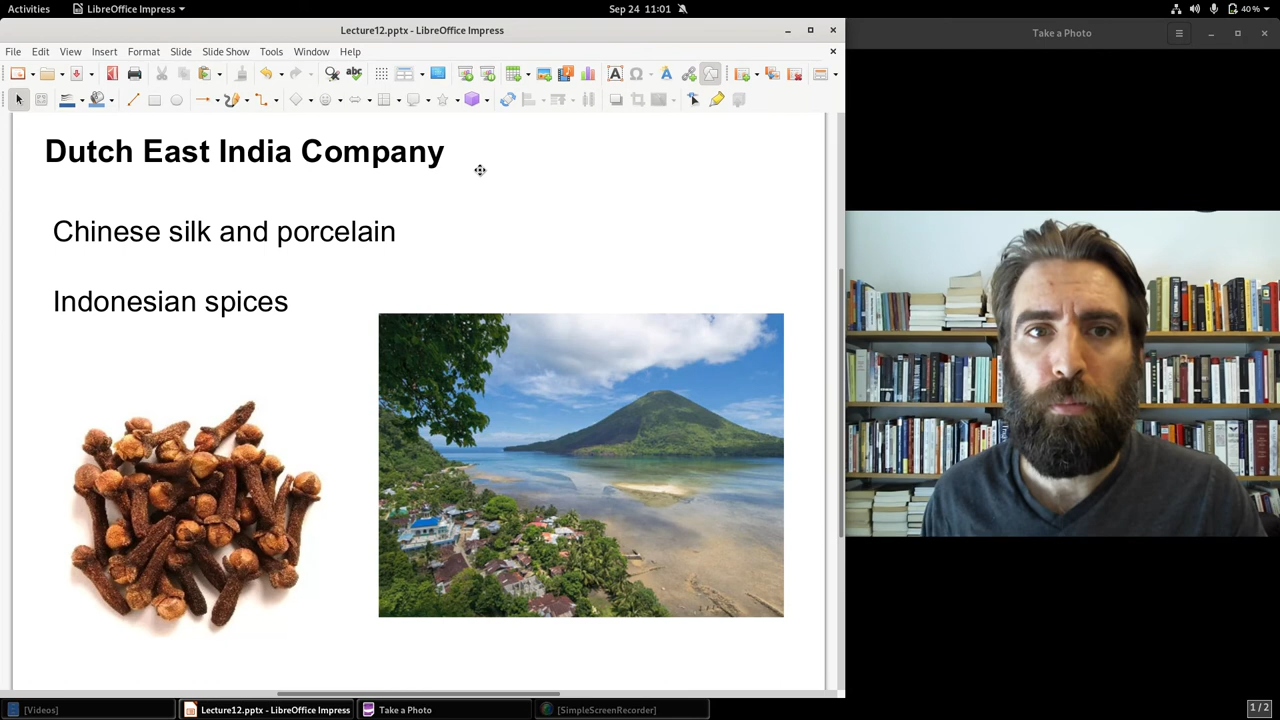 Activities
LibreOffice Impress
Sep 24 11:01
40 %
Lecture12.pptx - LibreOffice Impress
Take a Photo
File Edit View Insert Format Slide Slide Show Tools Window Help
abc
Dutch East India Company
Chinese silk and porcelain
Indonesian spices
[Videos]
Lecture12.pptx - LibreOffice Impress
Take a Photo
[SimpleScreenRecorder]
1 / 2